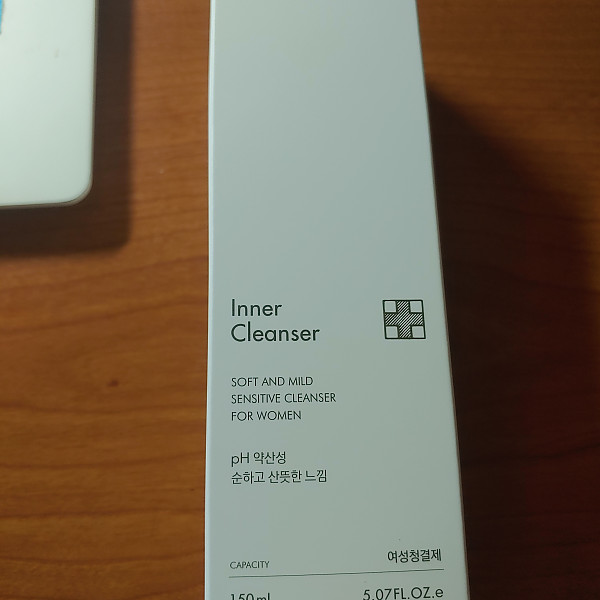 Inner
Cleanser
SOFT AND MILD
SENSITIVE CLEANSER
FOR WOMEN
pH 약산성
순하고 산뜻한 느낌
여성청결제
CAPACITY
150ml 5.07FL.OZ.e